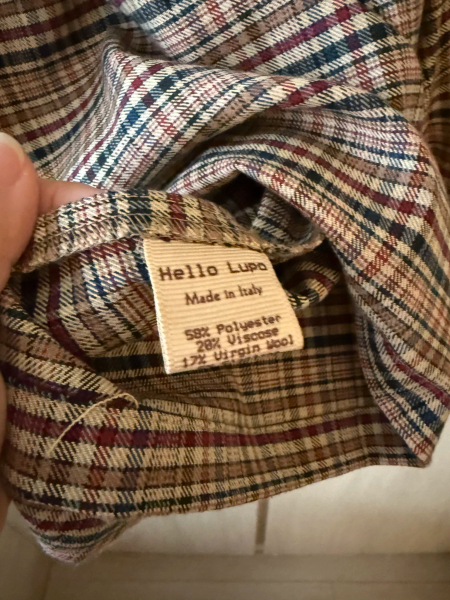 Hello Lupo
Made in Italy
58% Polyester
20% Viscose
17% Virgin Wool